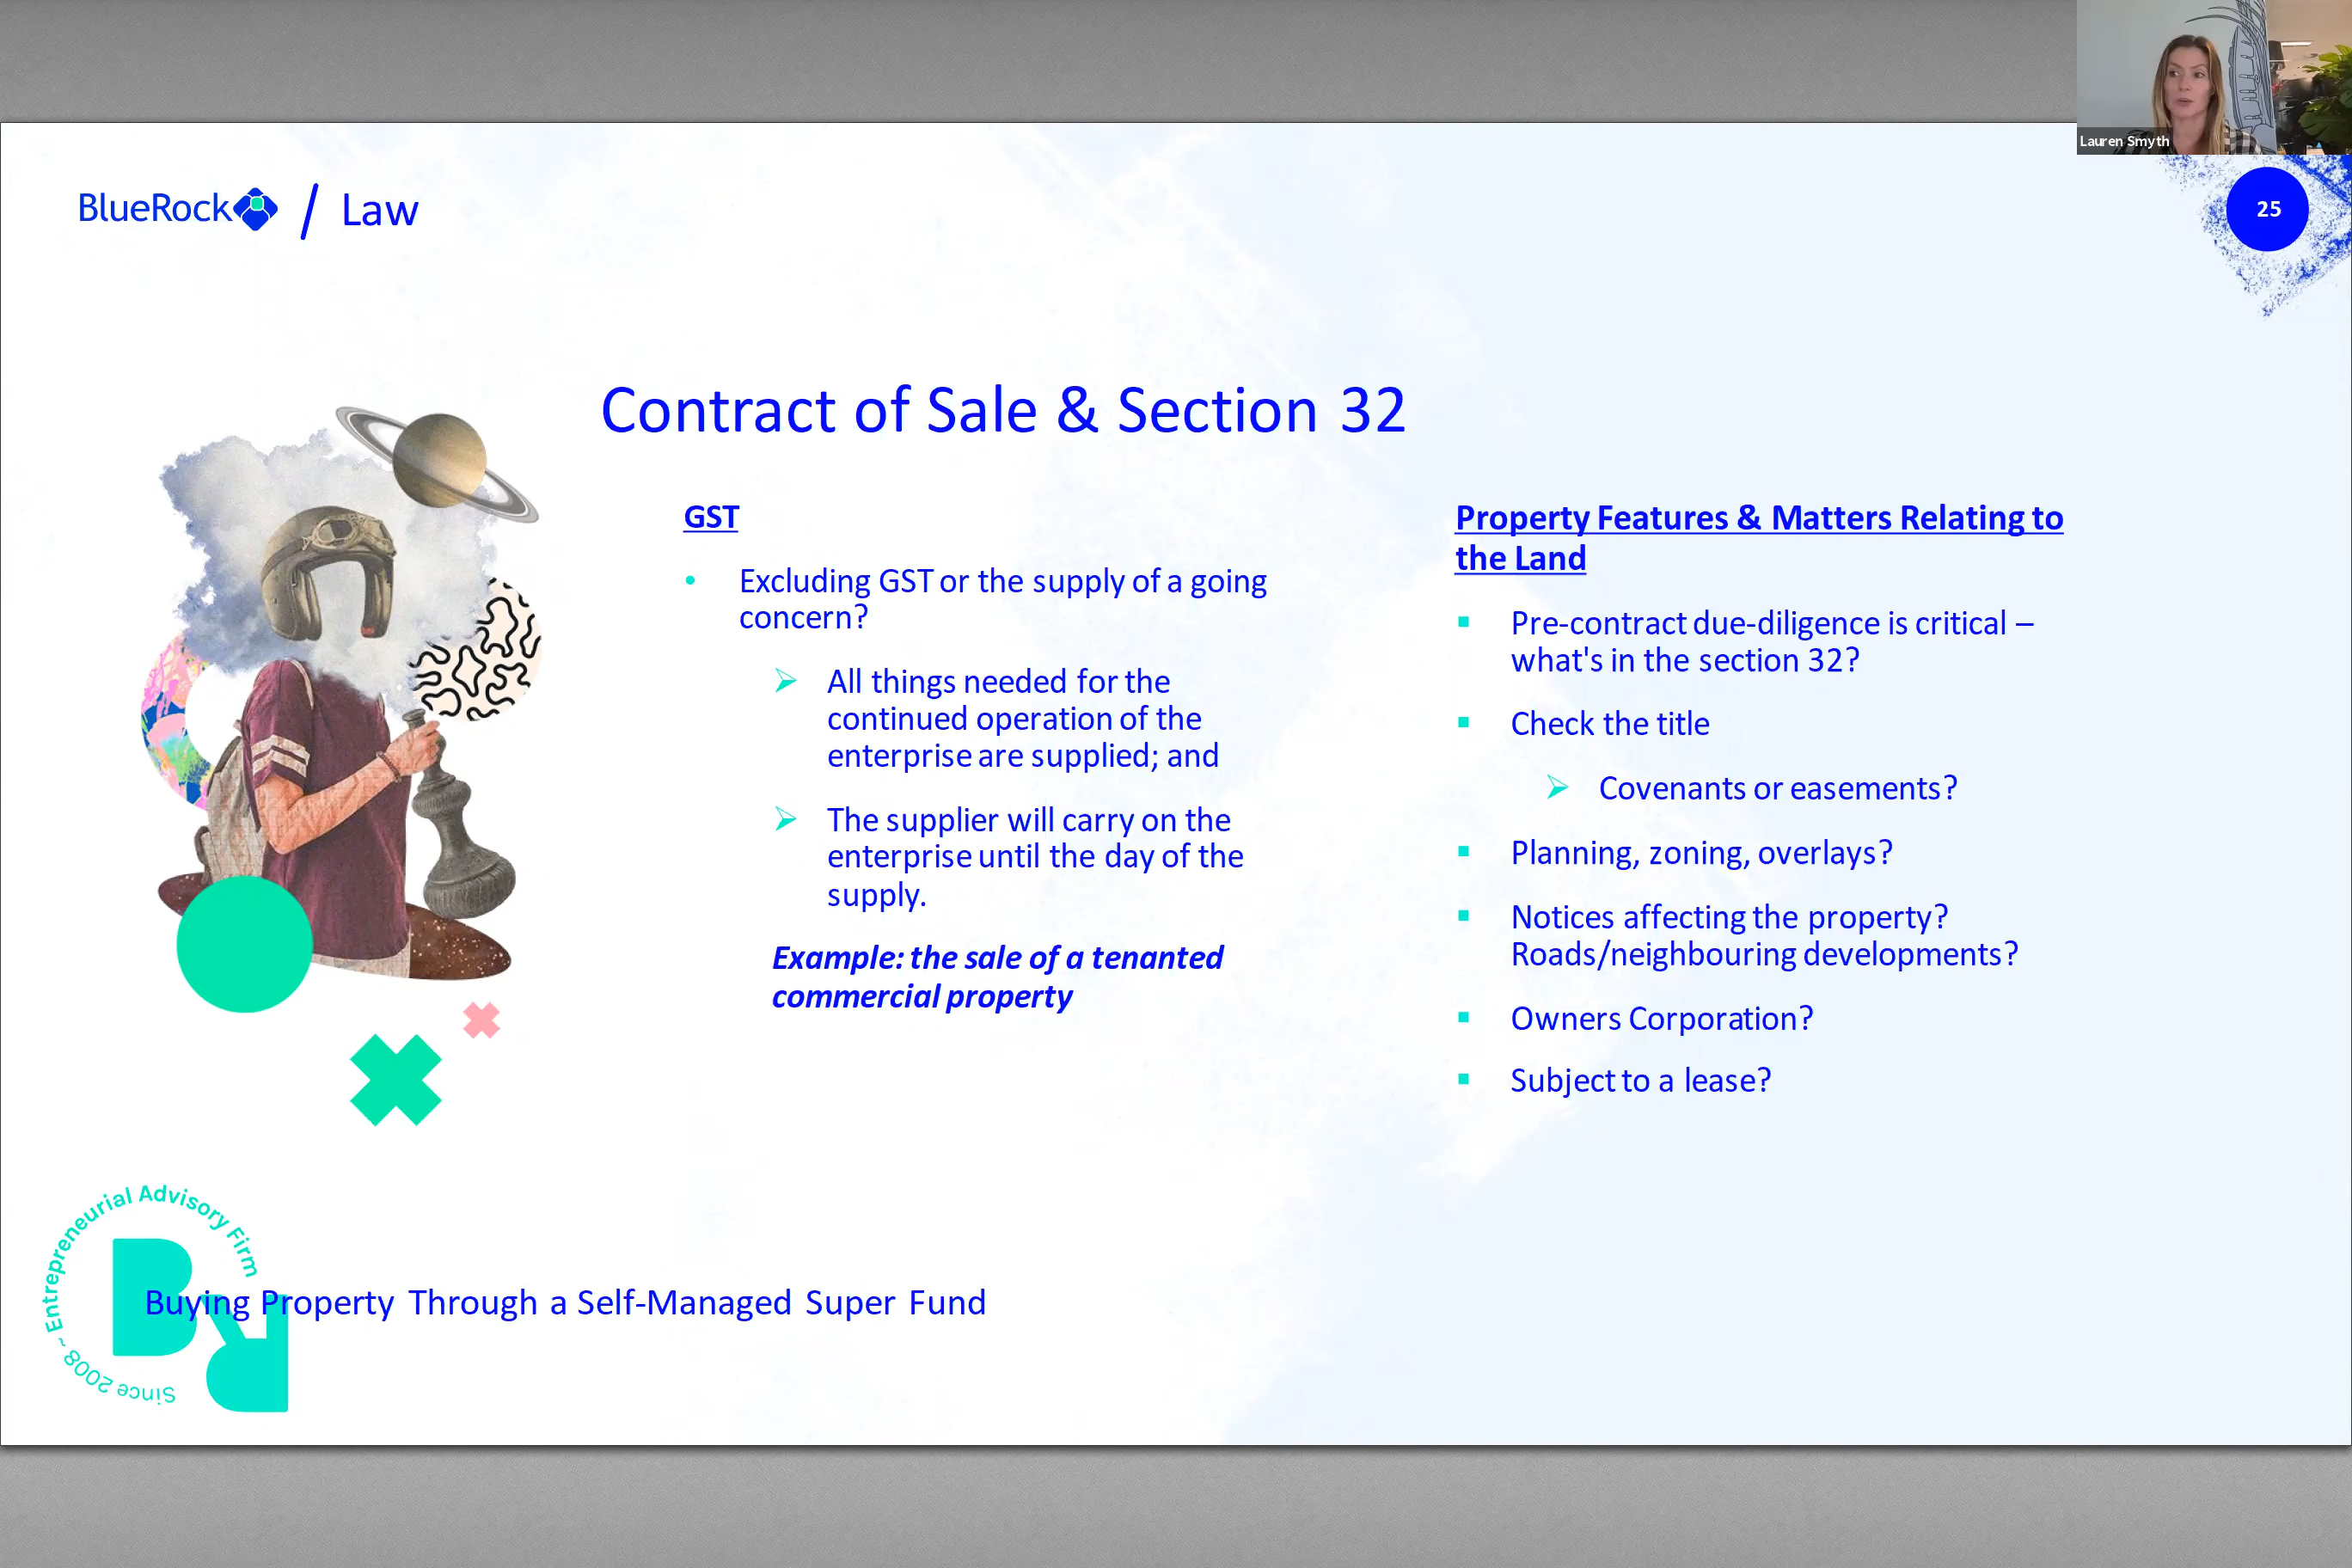 Lauren Smyth
BlueRock / Law
25
Contract of Sale & Section 32
GST
• Excluding GST or the supply of a going
concern?
➢ All things needed for the
continued operation of the
enterprise are supplied; and
➢ The supplier will carry on the
enterprise until the day of the
supply.
Example: the sale of a tenanted
commercial property
Property Features & Matters Relating to
the Land
▪ Pre-contract due-diligence is critical –
what's in the section 32?
▪ Check the title
➢ Covenants or easements?
▪ Planning, zoning, overlays?
▪ Notices affecting the property?
Roads/neighbouring developments?
▪ Owners Corporation?
▪ Subject to a lease?
Since 2008 ~ Entrepreneurial Advisory Firm
BR
Buying Property Through a Self-Managed Super Fund